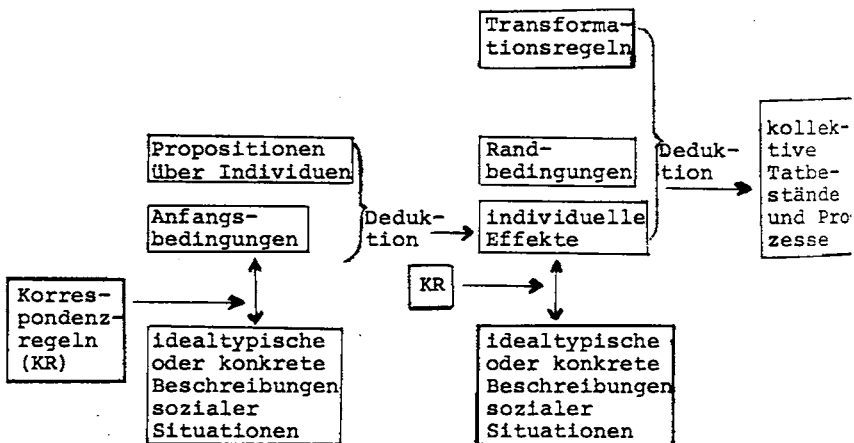 Transforma-
tionsregeln
Propositionen
über Individuen
Rand-
bedingungen
Deduk-
tion
kollek-
tive
Tatbe-
stände
und Pro-
zesse
Anfangs-
bedingungen
Deduk-
tion
individuelle
Effekte
Korres-
pondenz-
regeln
(KR)
KR
idealtypische
oder konkrete
Beschreibungen
sozialer
Situationen
idealtypische
oder konkrete
Beschreibungen
sozialer
Situationen